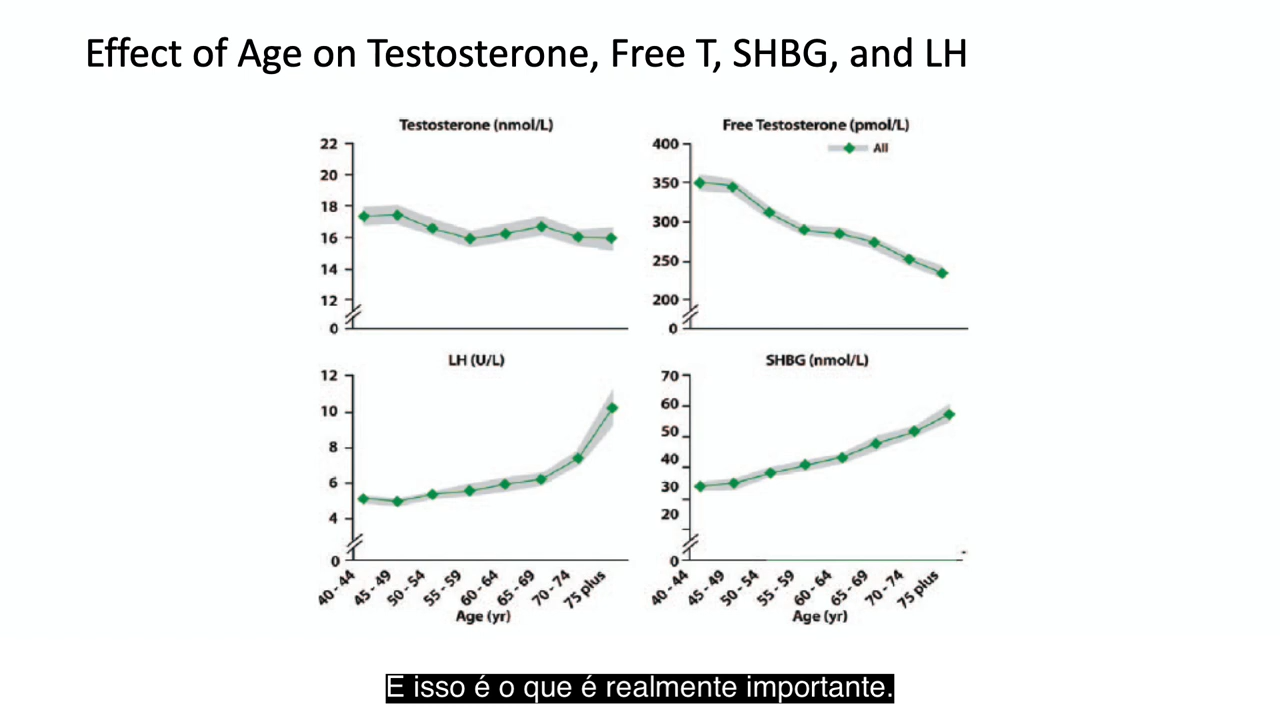 Effect of Age on Testosterone, Free T, SHBG, and LH
Testosterone (nmol/L)
22
20
18
16
14
12
0
Free Testosterone (pmol/L)
All
400
350
300
250
200
0
LH (U/L)
12
10
8
6
4
0
40 - 44
45 - 49
50 - 54
55 - 59
60 - 64
65 - 69
70 - 74
75 plus
Age (yr)
SHBG (nmol/L)
70
60
50
40
30
20
0
40 - 44
45 - 49
50 - 54
55 - 59
60 - 64
65 - 69
70 - 74
75 plus
Age (yr)
E isso é o que é realmente importante.